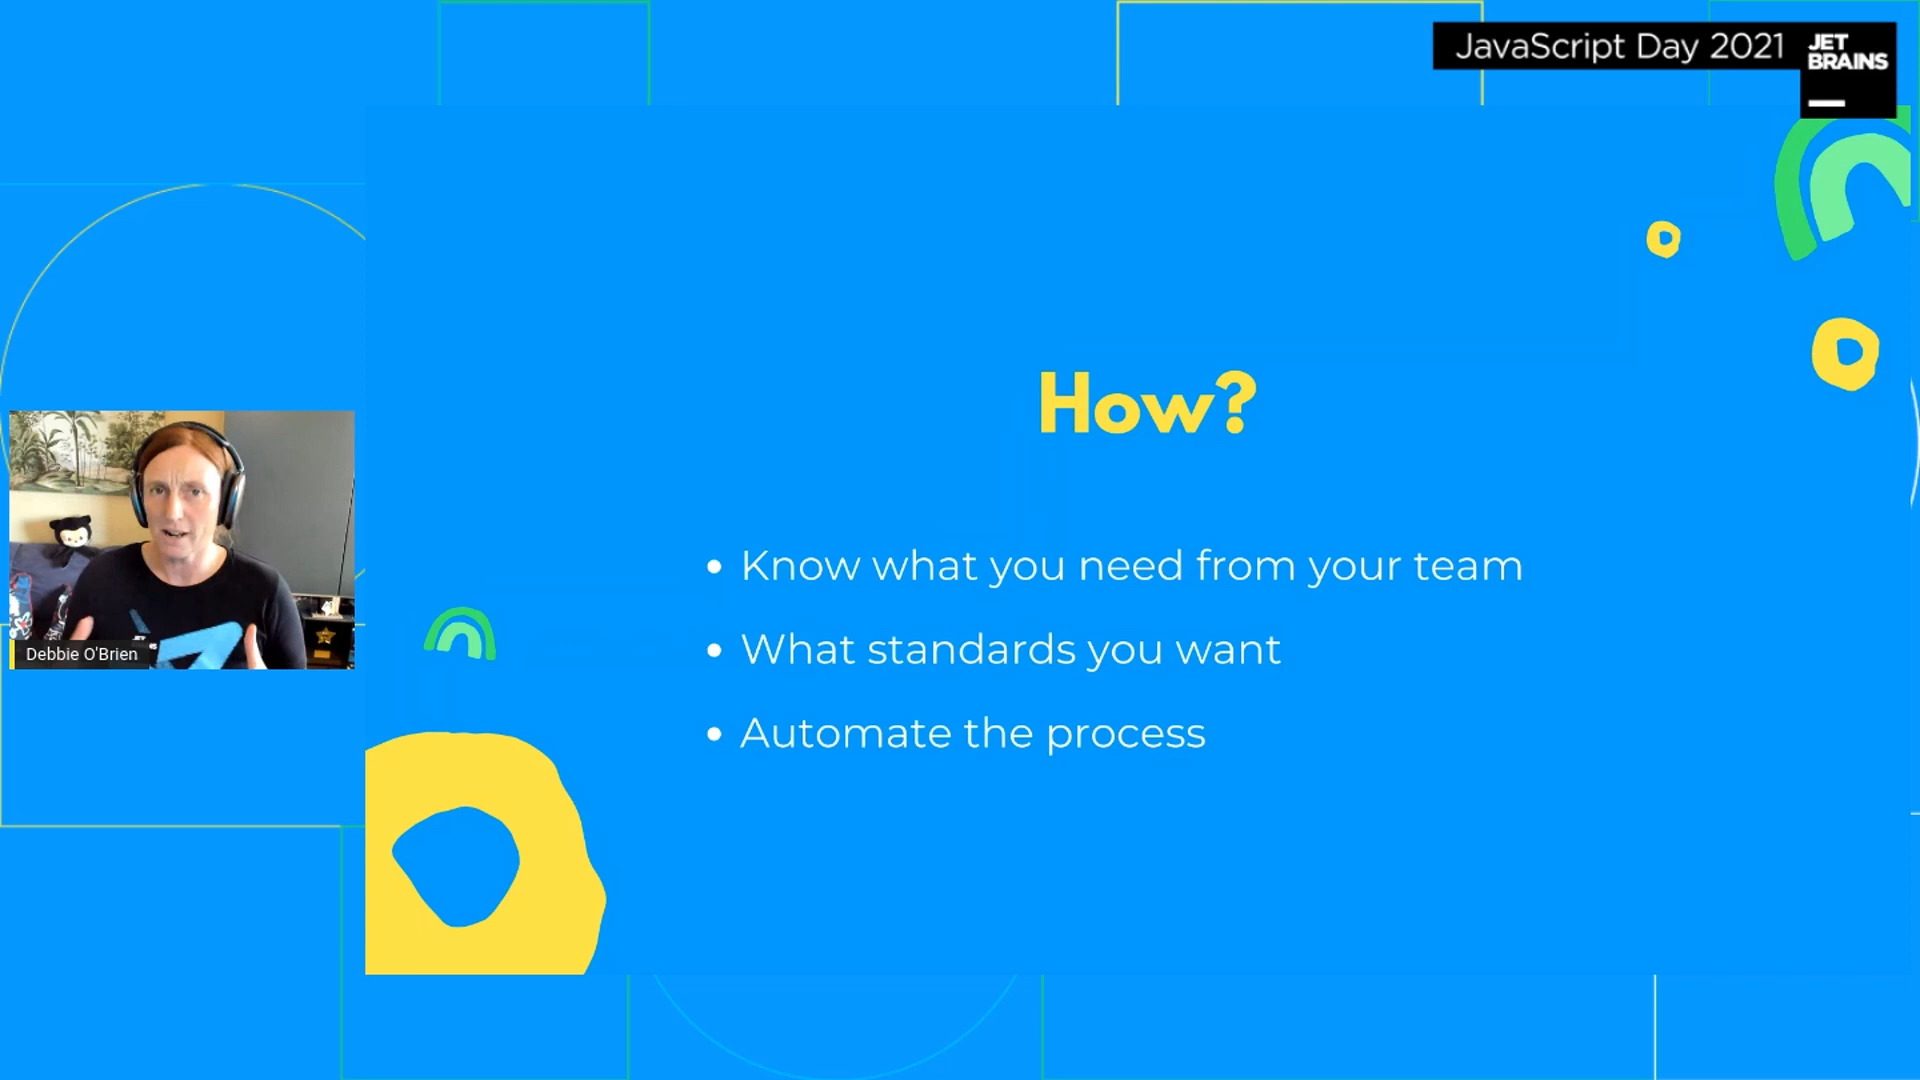 JavaScript Day 2021
JET
BRAINS
How?
Know what you need from your team
What standards you want
Automate the process
Debbie O'Brien